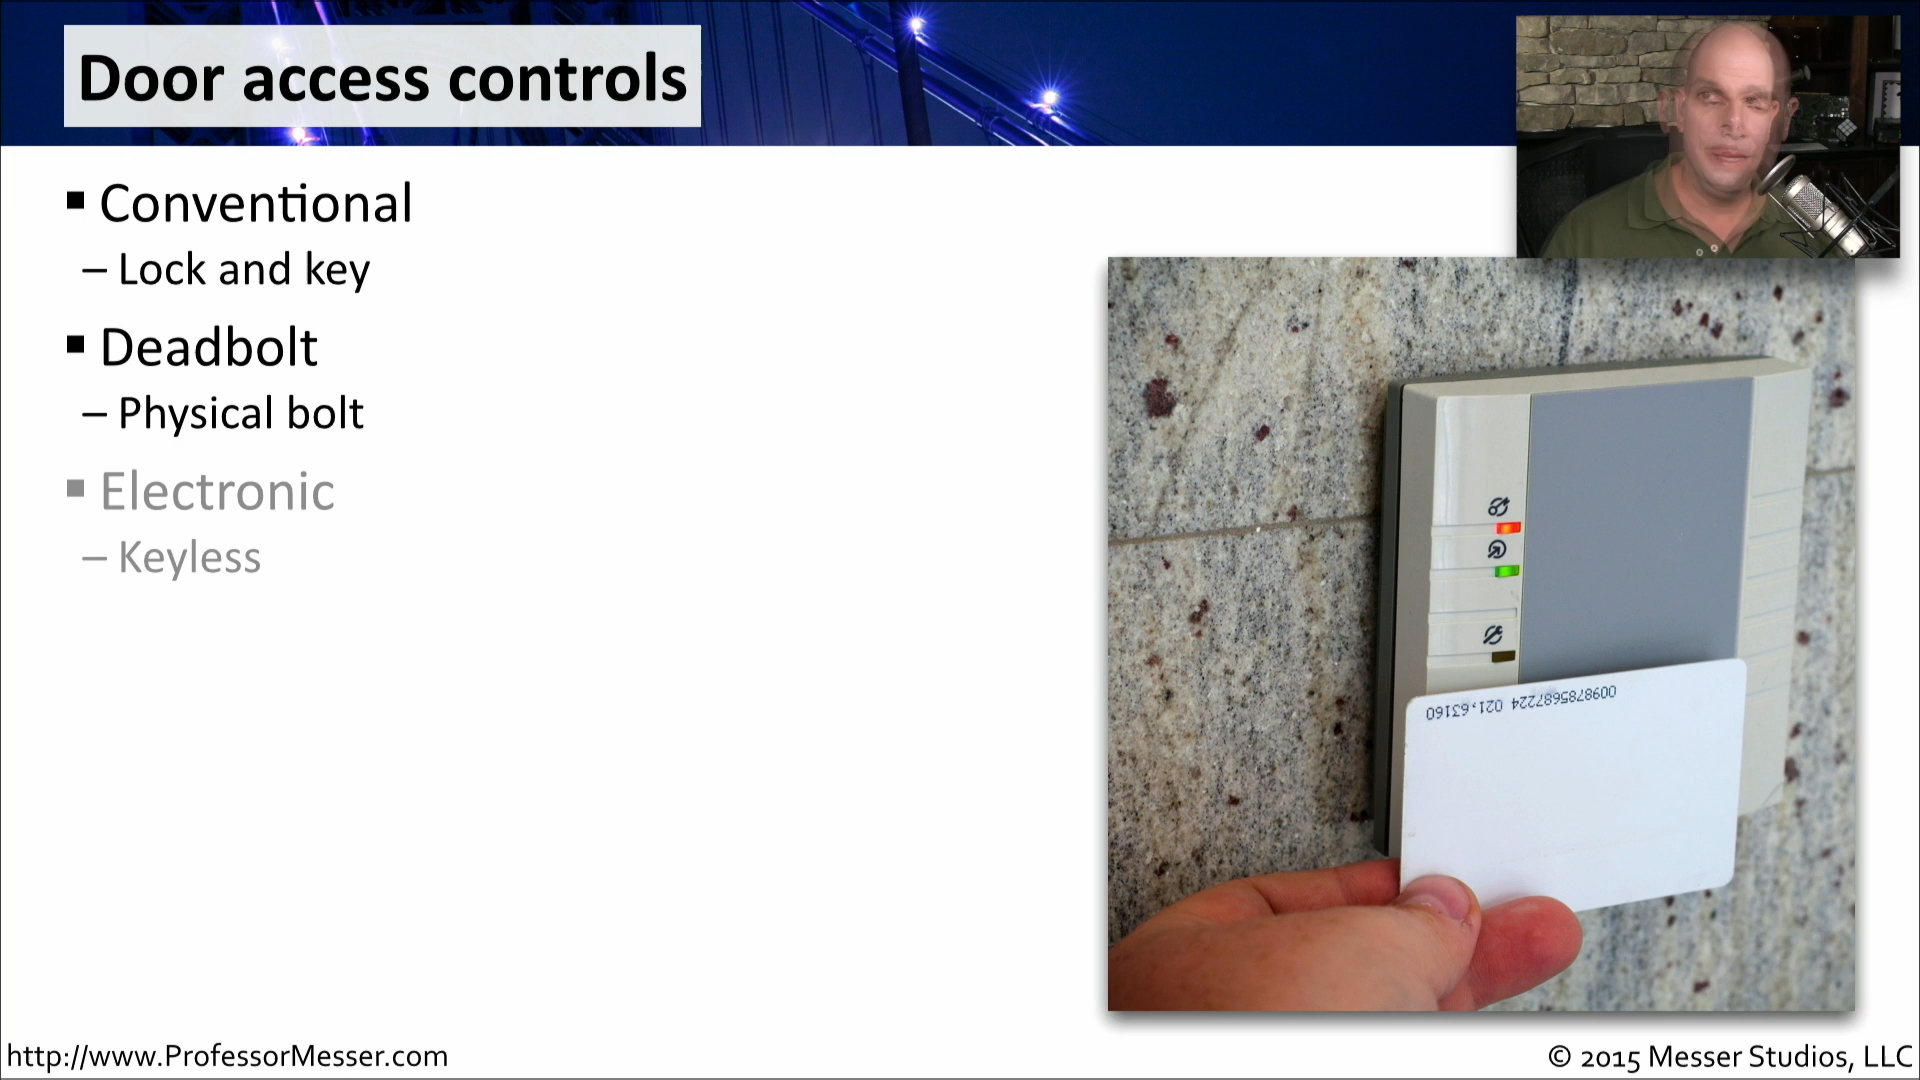 Door access controls
Conventional
– Lock and key
Deadbolt
– Physical bolt
Electronic
– Keyless
0098785687224 021,63160
http://www.ProfessorMesser.com
© 2015 Messer Studios, LLC